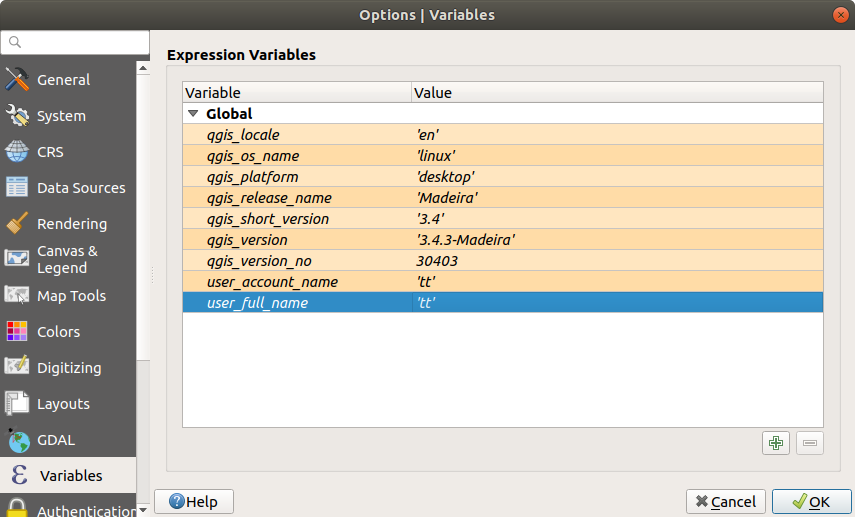 Options | Variables
General
System
CRS
Data Sources
Rendering
Canvas &
Legend
Map Tools
Colors
Digitizing
Layouts
GDAL
Variables
Authentication
Expression Variables
Variable Value
Global
qgis_locale 'en'
qgis_os_name 'linux'
qgis_platform 'desktop'
qgis_release_name 'Madeira'
qgis_short_version '3.4'
qgis_version '3.4.3-Madeira'
qgis_version_no 30403
user_account_name 'tt'
user_full_name 'tt'
Help Cancel OK